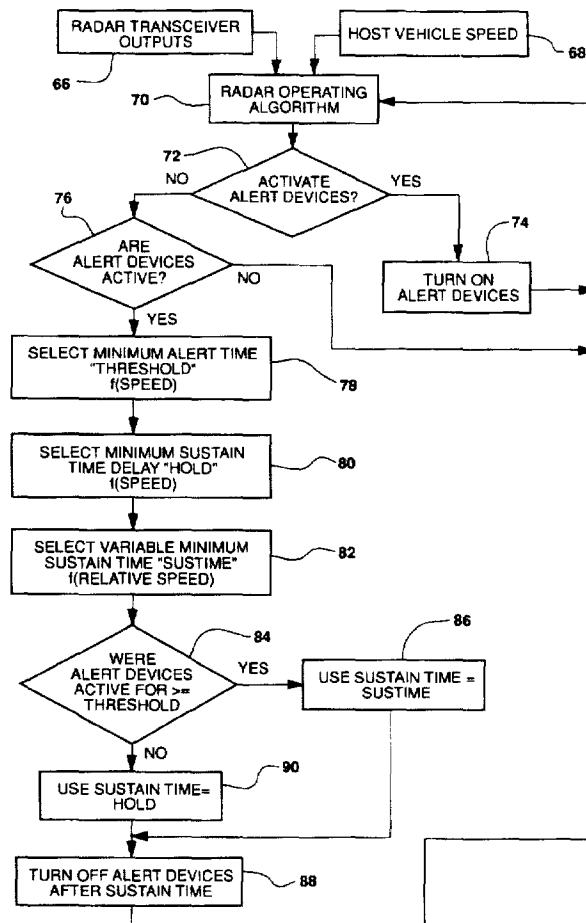 RADAR TRANSCEIVER
OUTPUTS
66
HOST VEHICLE SPEED
68
70
RADAR OPERATING
ALGORITHM
72
NO
ACTIVATE
ALERT DEVICES?
YES
76
ARE
ALERT DEVICES
ACTIVE?
NO
74
TURN ON
ALERT DEVICES
YES
SELECT MINIMUM ALERT TIME
"THRESHOLD"
f(SPEED)
78
SELECT MINIMUM SUSTAIN
TIME DELAY "HOLD"
f(SPEED)
80
SELECT VARIABLE MINIMUM
SUSTAIN TIME "SUSTIME"
f(RELATIVE SPEED)
82
84
WERE
ALERT DEVICES
ACTIVE FOR >=
THRESHOLD
YES
86
USE SUSTAIN TIME =
SUSTIME
NO
90
USE SUSTAIN TIME=
HOLD
TURN OFF ALERT DEVICES
AFTER SUSTAIN TIME
88